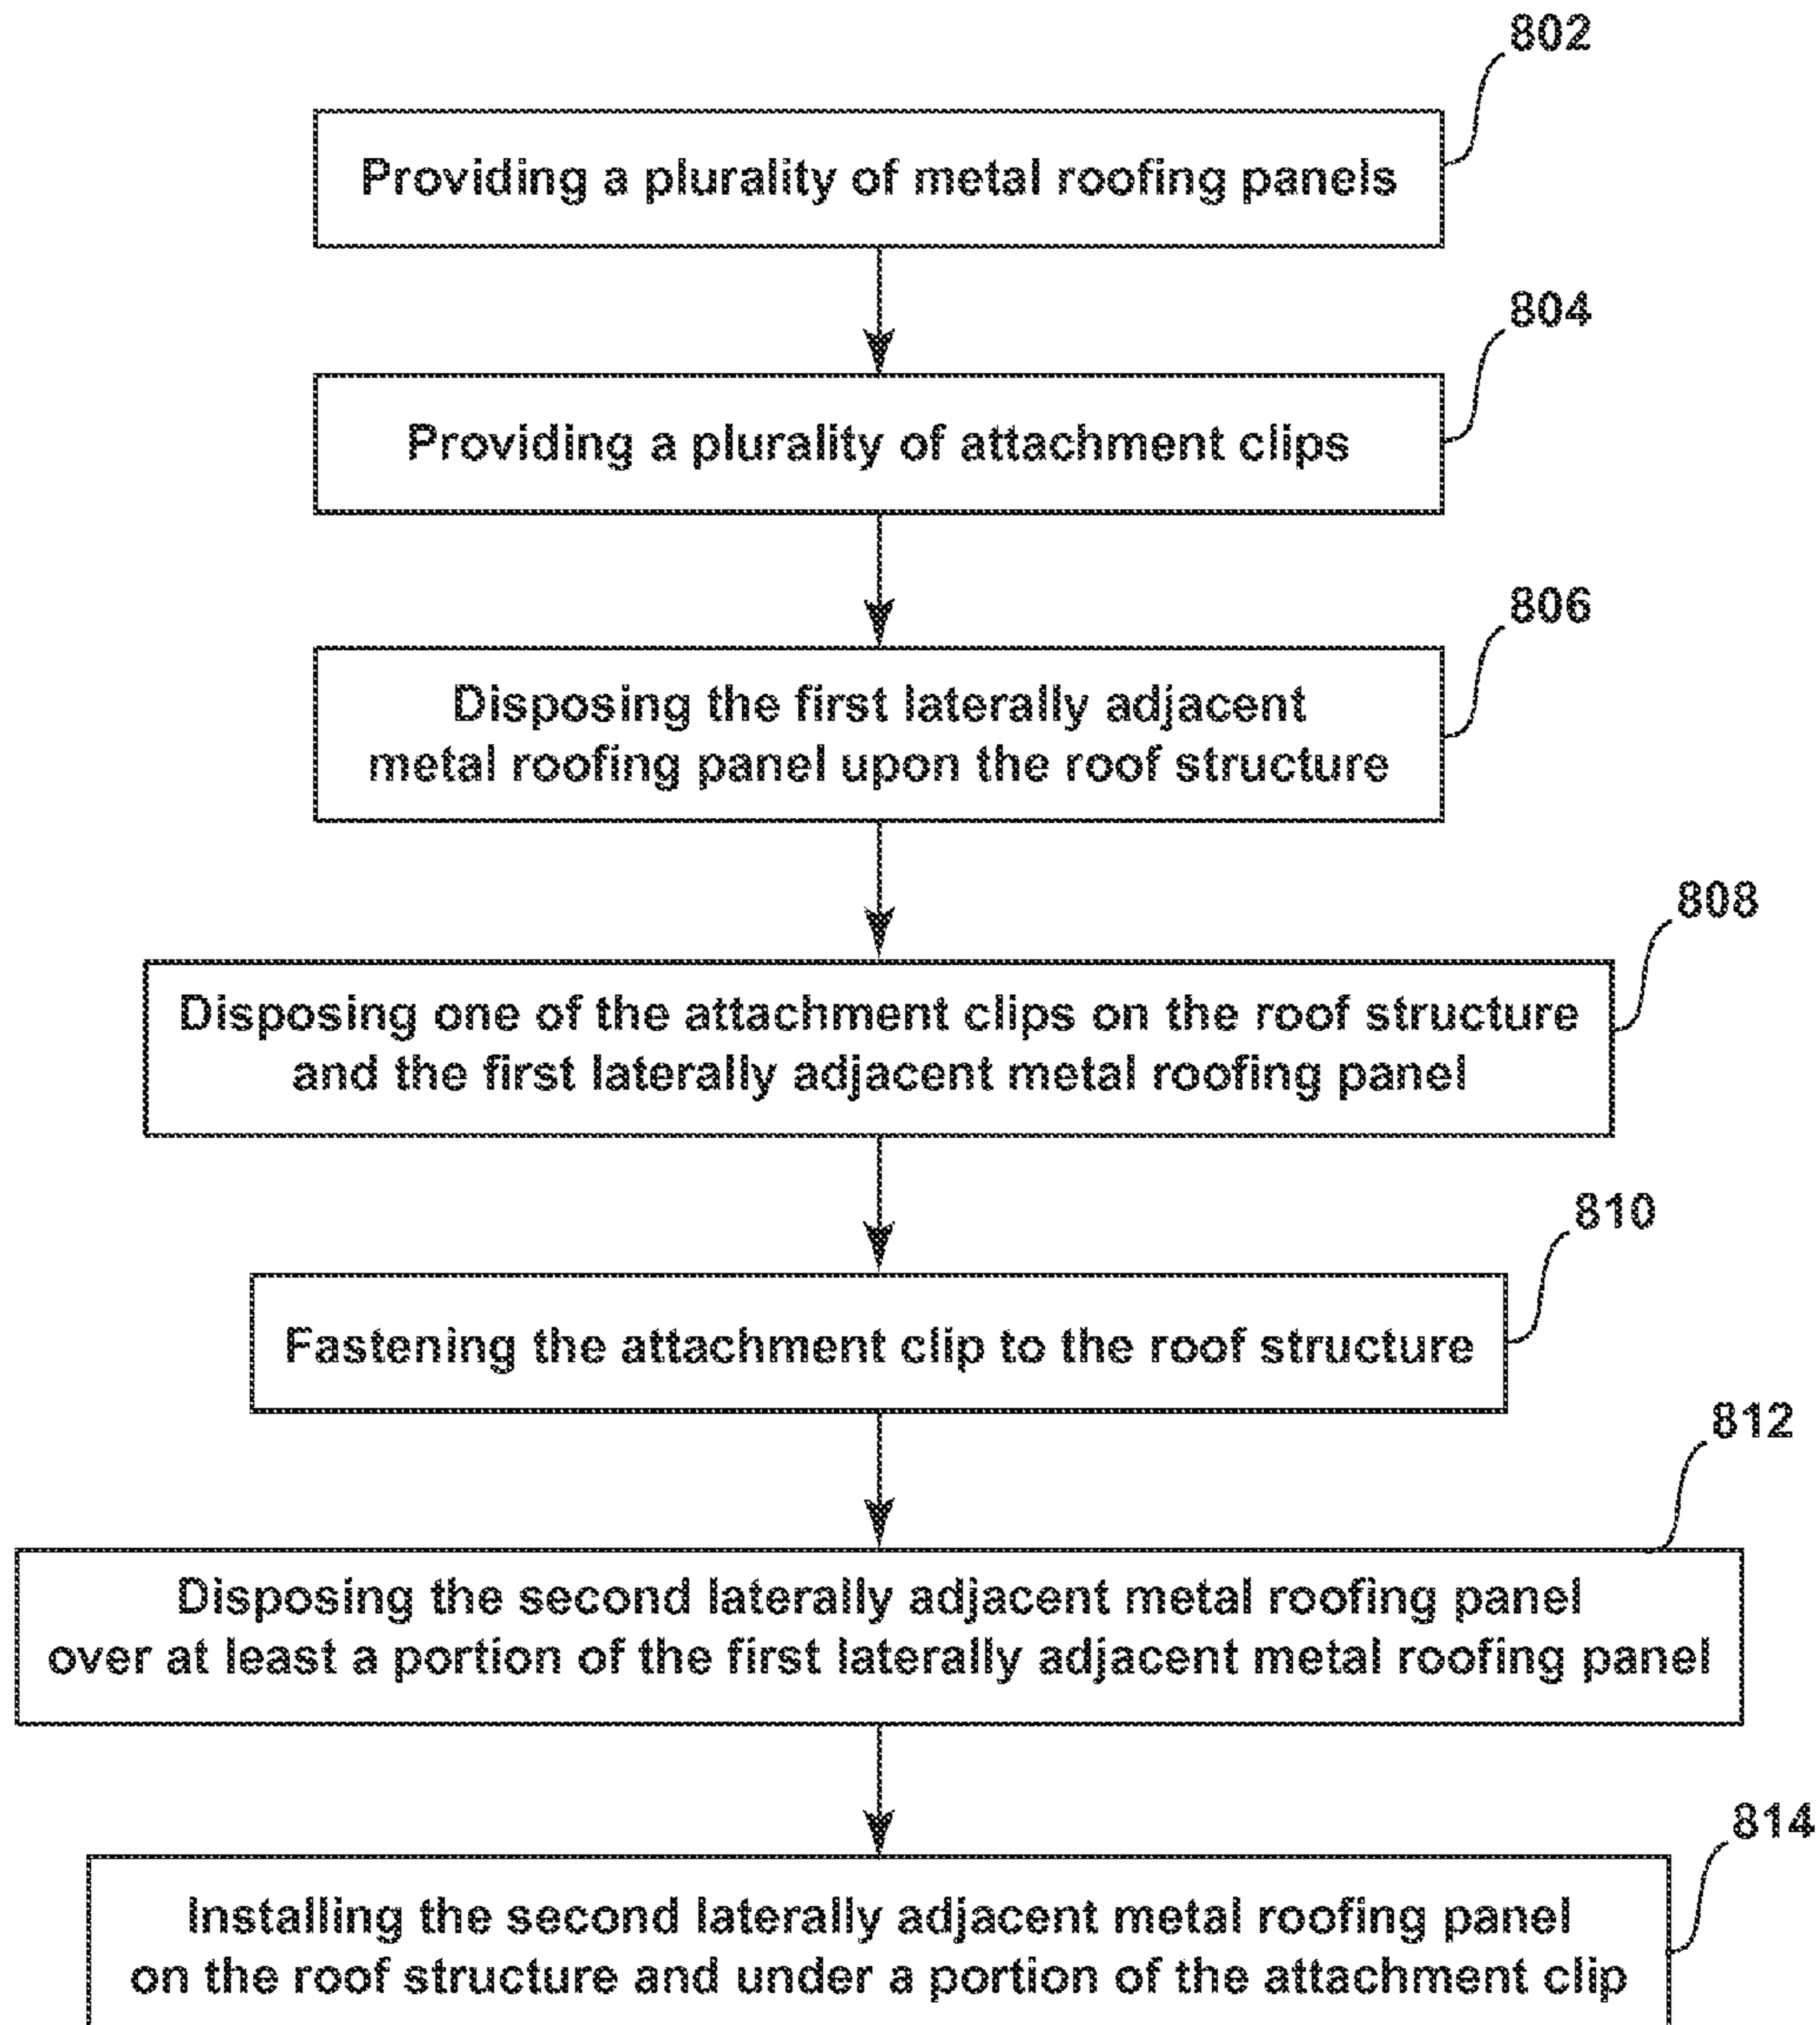 802
Providing a plurality of metal roofing panels
804
Providing a plurality of attachment clips
806
Disposing the first laterally adjacent
metal roofing panel upon the roof structure
808
Disposing one of the attachment clips on the roof structure
and the first laterally adjacent metal roofing panel
810
Fastening the attachment clip to the roof structure
812
Disposing the second laterally adjacent metal roofing panel
over at least a portion of the first laterally adjacent metal roofing panel
814
Installing the second laterally adjacent metal roofing panel
on the roof structure and under a portion of the attachment clip